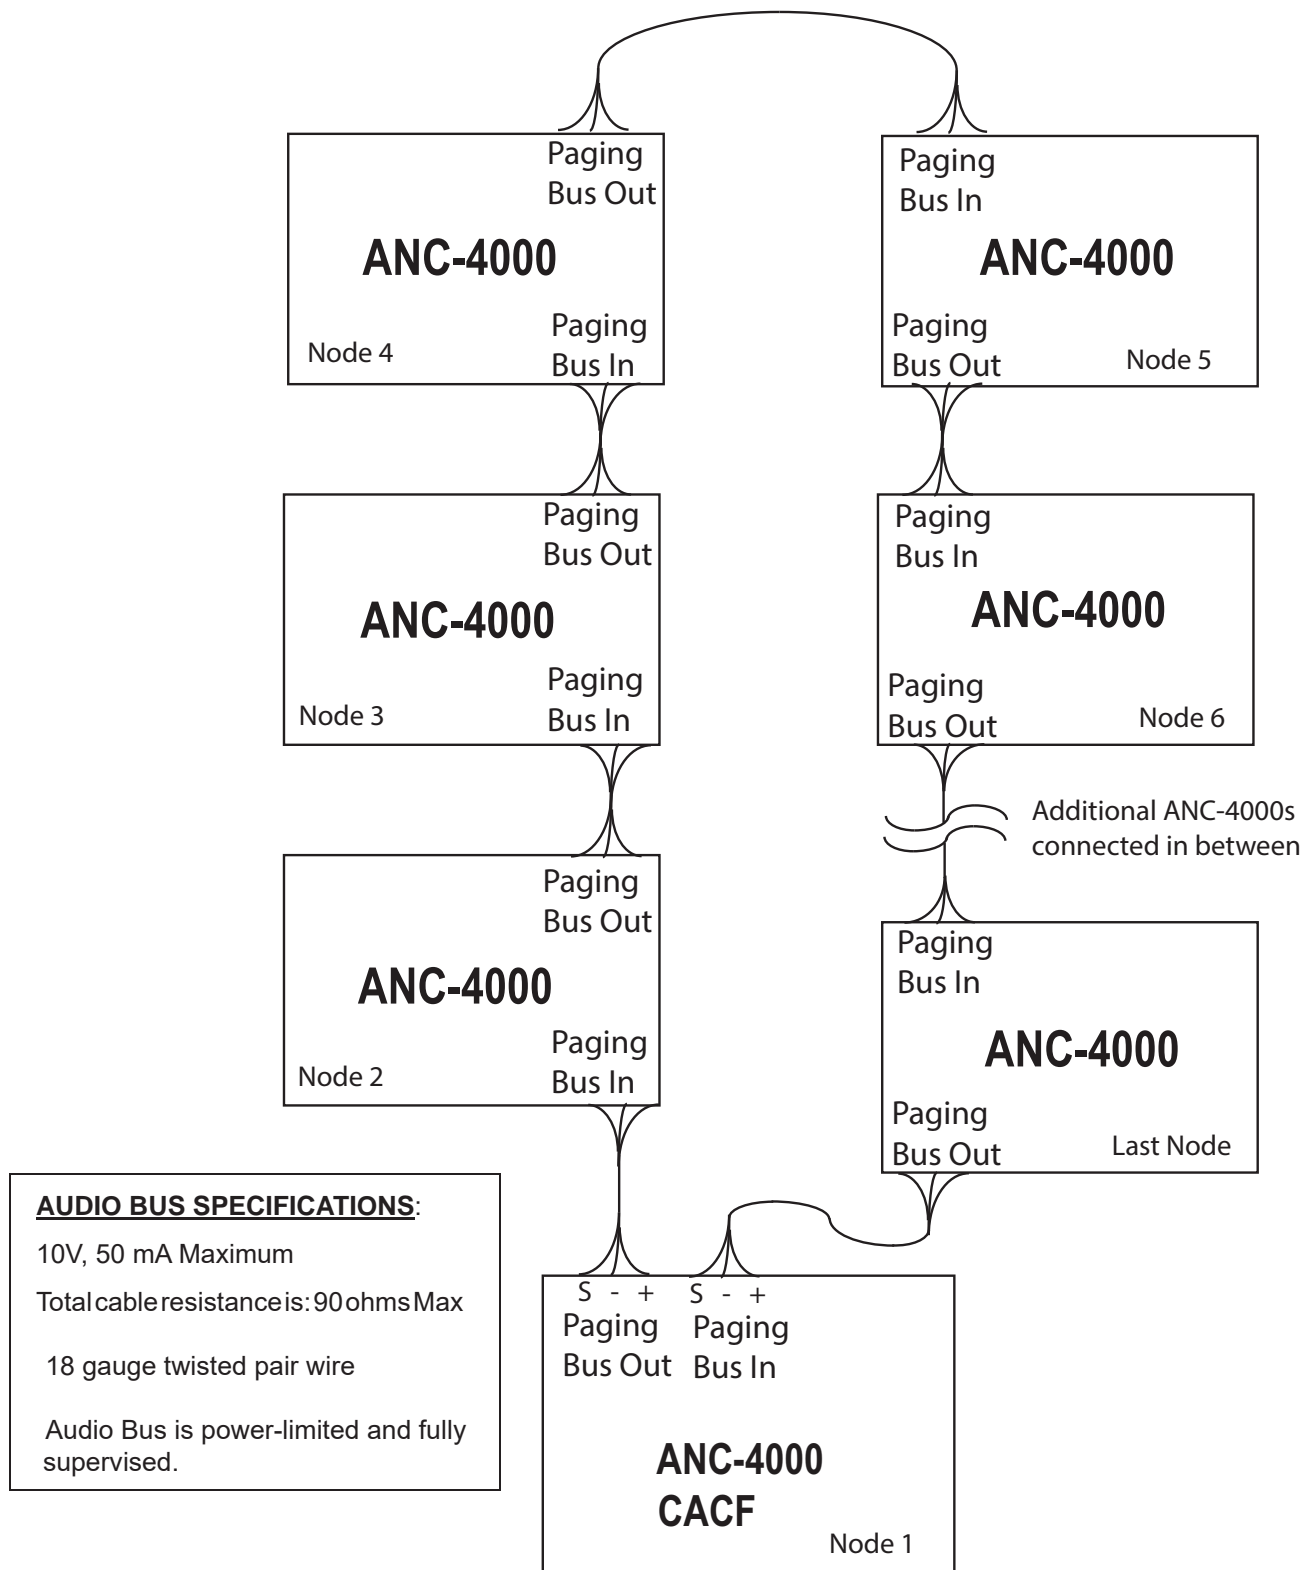 Paging
Bus Out
ANC-4000
Paging
Bus In
Node 4
Paging
Bus In
ANC-4000
Paging
Bus Out
Node 5
Paging
Bus Out
ANC-4000
Paging
Bus In
Node 3
Paging
Bus In
ANC-4000
Paging
Bus Out
Node 6
Additional ANC-4000s
connected in between
Paging
Bus Out
ANC-4000
Paging
Bus In
Node 2
Paging
Bus In
ANC-4000
Paging
Bus Out
Last Node
AUDIO BUS SPECIFICATIONS:
10V, 50 mA Maximum
Total cable resistance is: 90 ohms Max
18 gauge twisted pair wire
Audio Bus is power-limited and fully
supervised.
S - + S - +
Paging Paging
Bus Out Bus In
ANC-4000
CACF
Node 1